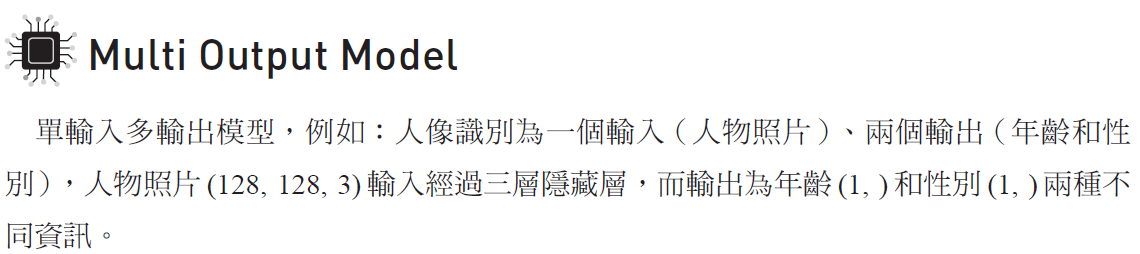 Multi Output Model
單輸入多輸出模型，例如：人像識別為一個輸入（人物照片）、兩個輸出（年齡和性
別），人物照片 (128, 128, 3) 輸入經過三層隱藏層，而輸出為年齡 (1, ) 和性別 (1, ) 兩種不
同資訊。